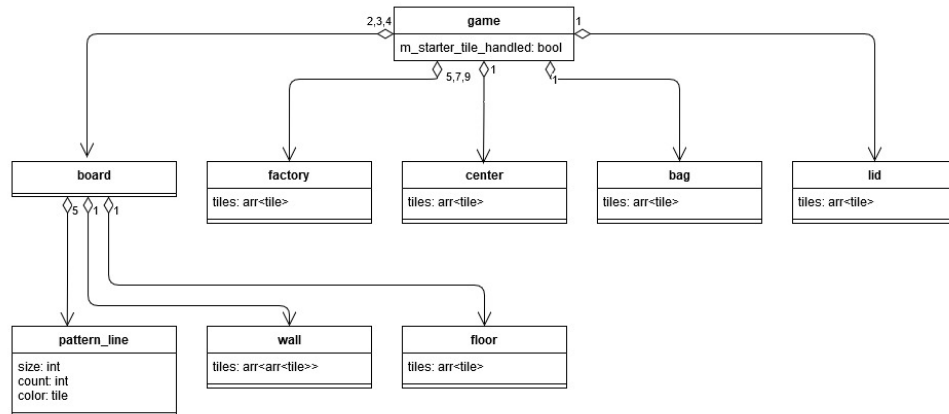 game
m_starter_tile_handled: bool
2,3,4
1
5,7,9
1
1
board
factory
tiles: arr<tile>
center
tiles: arr<tile>
bag
tiles: arr<tile>
lid
tiles: arr<tile>
5
1
1
pattern_line
size: int
count: int
color: tile
wall
tiles: arr<arr<tile>>
floor
tiles: arr<tile>